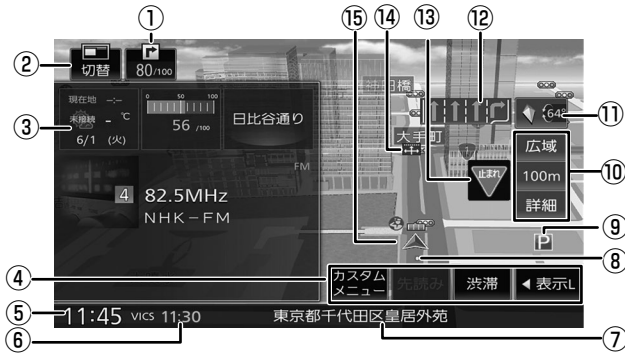 ①
②
③
④
⑤
⑥
⑦
⑧
⑨
⑩
⑪
⑫
⑬
⑭
⑮
切替
80/100
現在地 --:--
未接続 - ℃
6/1 (火)
0 50 100
56 /100
日比谷通り
FM
4
82.5MHz
NHK-FM
田橋
大手町
1
止まれ
64°
広域
100m
詳細
P
カスタム
メニュー
先読み
渋滞
◀表示L
11:45
VICS 11:30
東京都千代田区皇居外苑